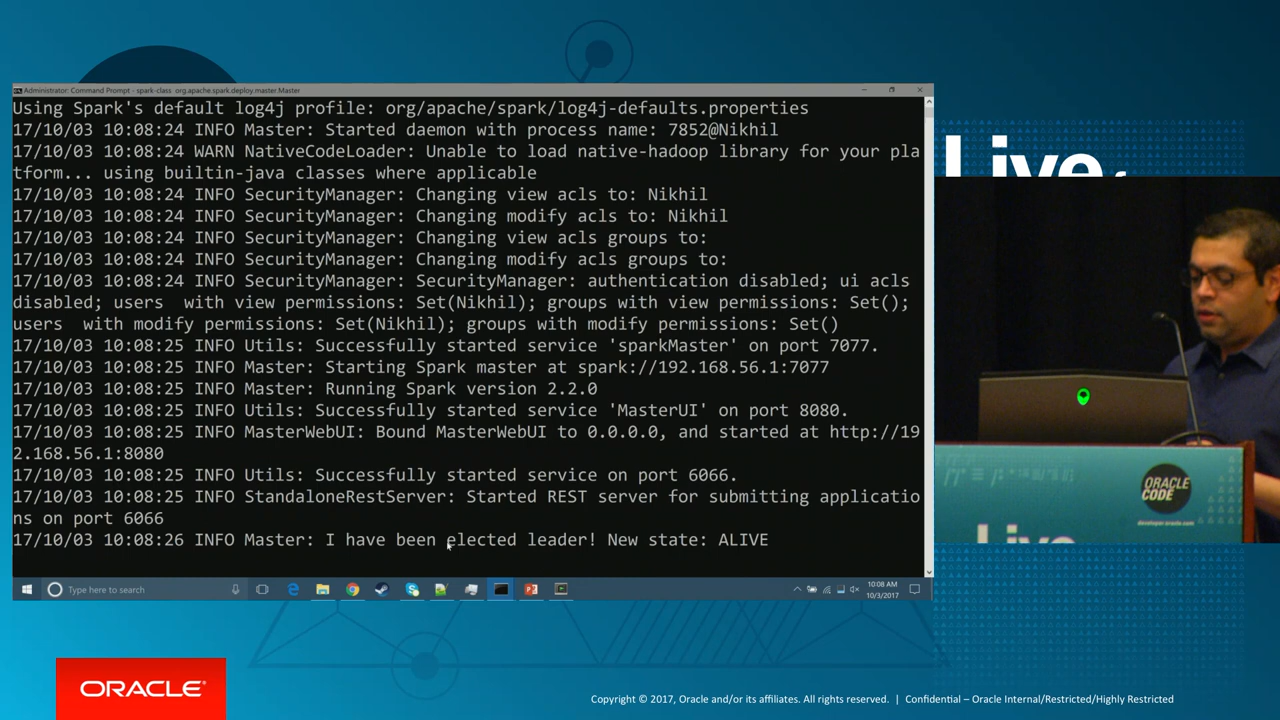 Administrator: Command Prompt - spark-class org.apache.spark.deploy.master.Master
Using Spark's default log4j profile: org/apache/spark/log4j-defaults.properties
17/10/03 10:08:24 INFO Master: Started daemon with process name: 7852@Nikhil
17/10/03 10:08:24 WARN NativeCodeLoader: Unable to load native-hadoop library for your pla
tform... using builtin-java classes where applicable
17/10/03 10:08:24 INFO SecurityManager: Changing view acls to: Nikhil
17/10/03 10:08:24 INFO SecurityManager: Changing modify acls to: Nikhil
17/10/03 10:08:24 INFO SecurityManager: Changing view acls groups to:
17/10/03 10:08:24 INFO SecurityManager: Changing modify acls groups to:
17/10/03 10:08:24 INFO SecurityManager: SecurityManager: authentication disabled; ui acls
disabled; users  with view permissions: Set(Nikhil); groups with view permissions: Set();
users  with modify permissions: Set(Nikhil); groups with modify permissions: Set()
17/10/03 10:08:25 INFO Utils: Successfully started service 'sparkMaster' on port 7077.
17/10/03 10:08:25 INFO Master: Starting Spark master at spark://192.168.56.1:7077
17/10/03 10:08:25 INFO Master: Running Spark version 2.2.0
17/10/03 10:08:25 INFO Utils: Successfully started service 'MasterUI' on port 8080.
17/10/03 10:08:25 INFO MasterWebUI: Bound MasterWebUI to 0.0.0.0, and started at http://19
2.168.56.1:8080
17/10/03 10:08:25 INFO Utils: Successfully started service on port 6066.
17/10/03 10:08:25 INFO StandaloneRestServer: Started REST server for submitting applicatio
ns on port 6066
17/10/03 10:08:26 INFO Master: I have been elected leader! New state: ALIVE
Type here to search
10:08 AM
10/3/2017
Live
ORACLE
CODE
developer.oracle.com
Live
ORACLE
Copyright © 2017, Oracle and/or its affiliates. All rights reserved. | Confidential – Oracle Internal/Restricted/Highly Restricted